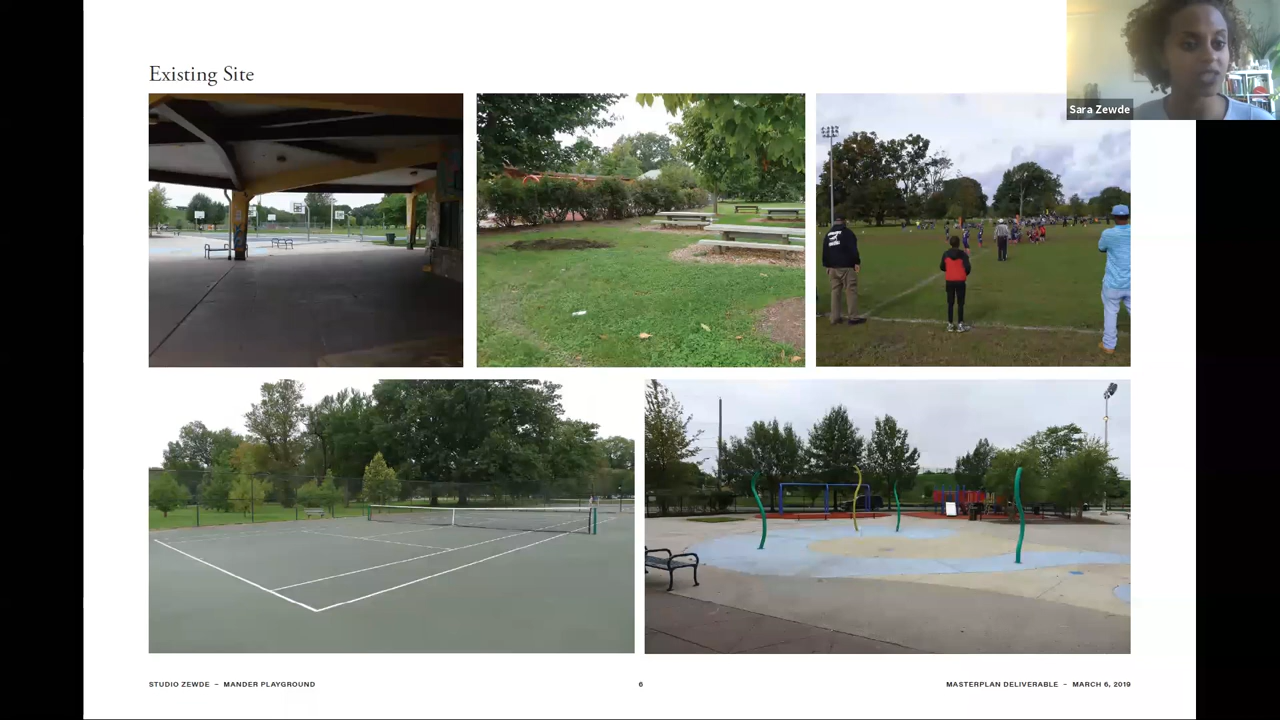 Existing Site
Sara Zewde
STUDIO ZEWDE – MANDER PLAYGROUND
6
MASTERPLAN DELIVERABLE – MARCH 6, 2019